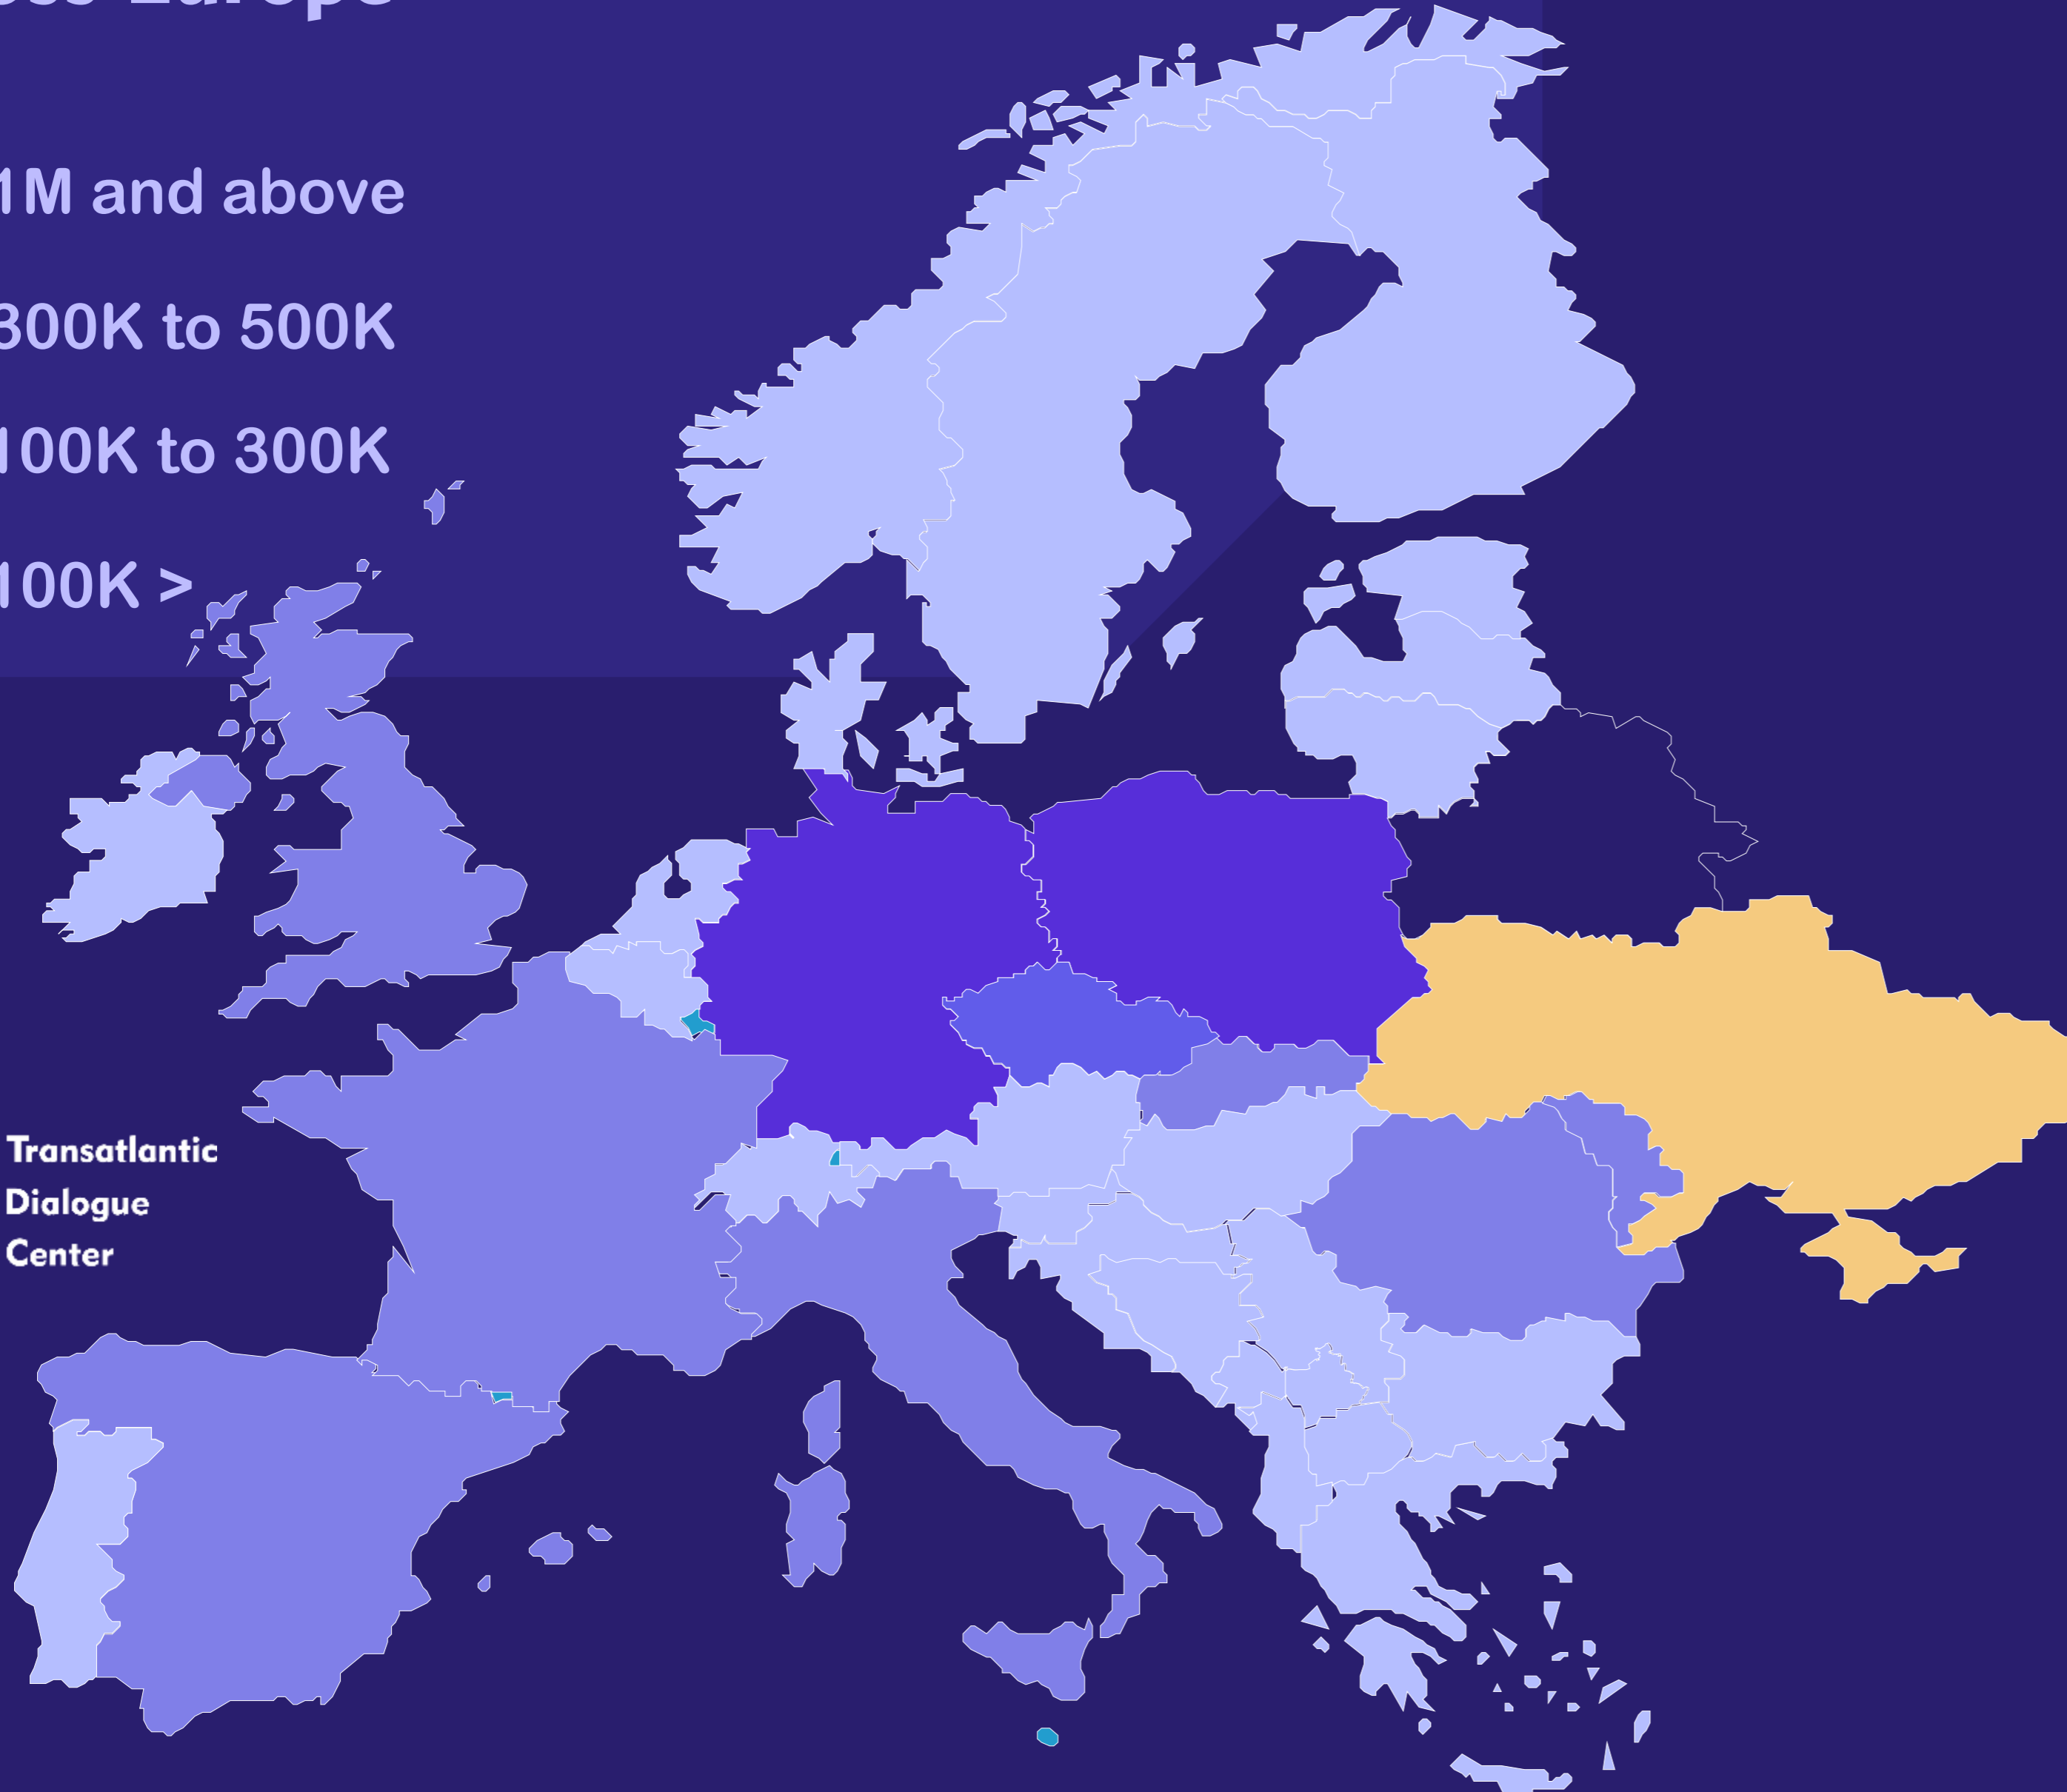 1M and above
300K to 500K
100K to 300K
100K >
Transatlantic
Dialogue
Center